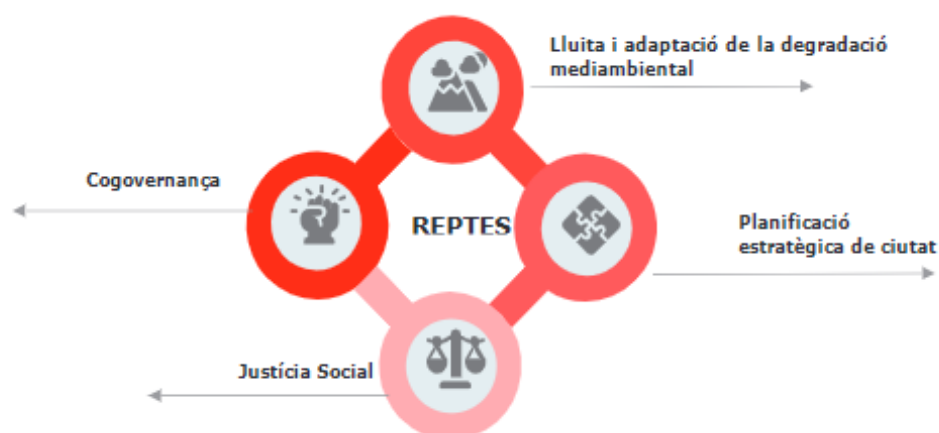 Lluita i adaptació de la degradació
mediambiental
Cogovernança
REPTES
Planificació
estratègica de ciutat
Justícia Social